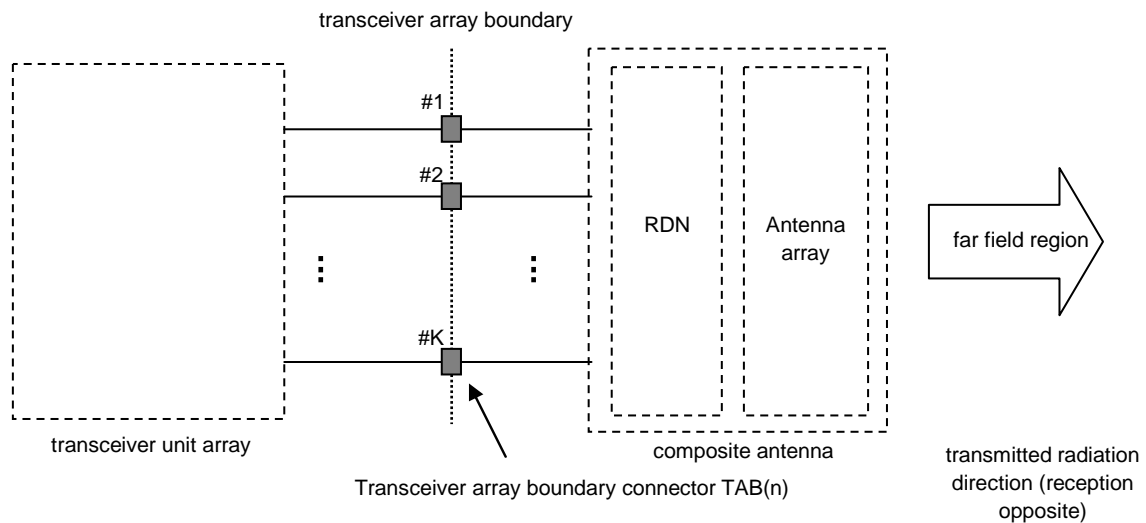 transceiver array boundary
#1
#2
#K
RDN
Antenna
array
far field region
transceiver unit array
composite antenna
Transceiver array boundary connector TAB(n)
transmitted radiation
direction (reception
opposite)